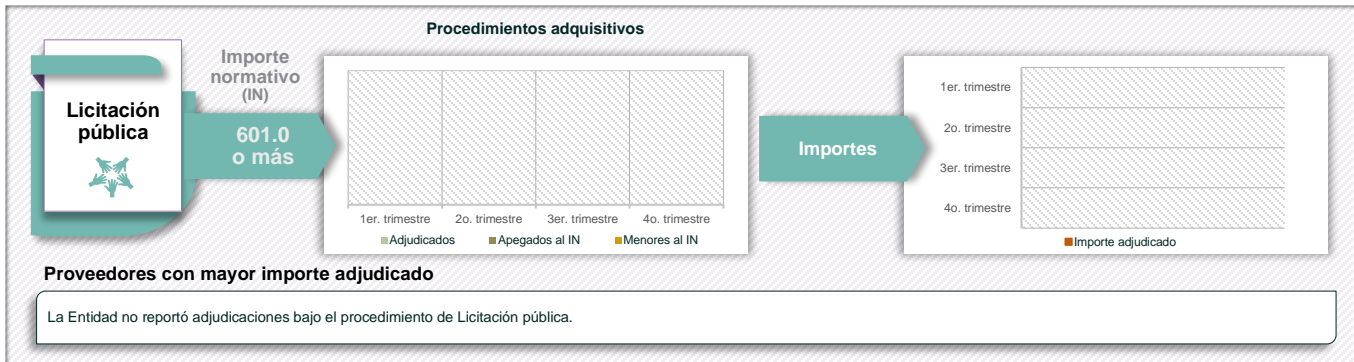 Procedimientos adquisitivos
Licitación
pública
Importe
normativo
(IN)
601.0
o más
1er. trimestre
2o. trimestre
3er. trimestre
4o. trimestre
Adjudicados
Apegados al IN
Menores al IN
Importes
1er. trimestre
2o. trimestre
3er. trimestre
4o. trimestre
Importe adjudicado
Proveedores con mayor importe adjudicado
La Entidad no reportó adjudicaciones bajo el procedimiento de Licitación pública.